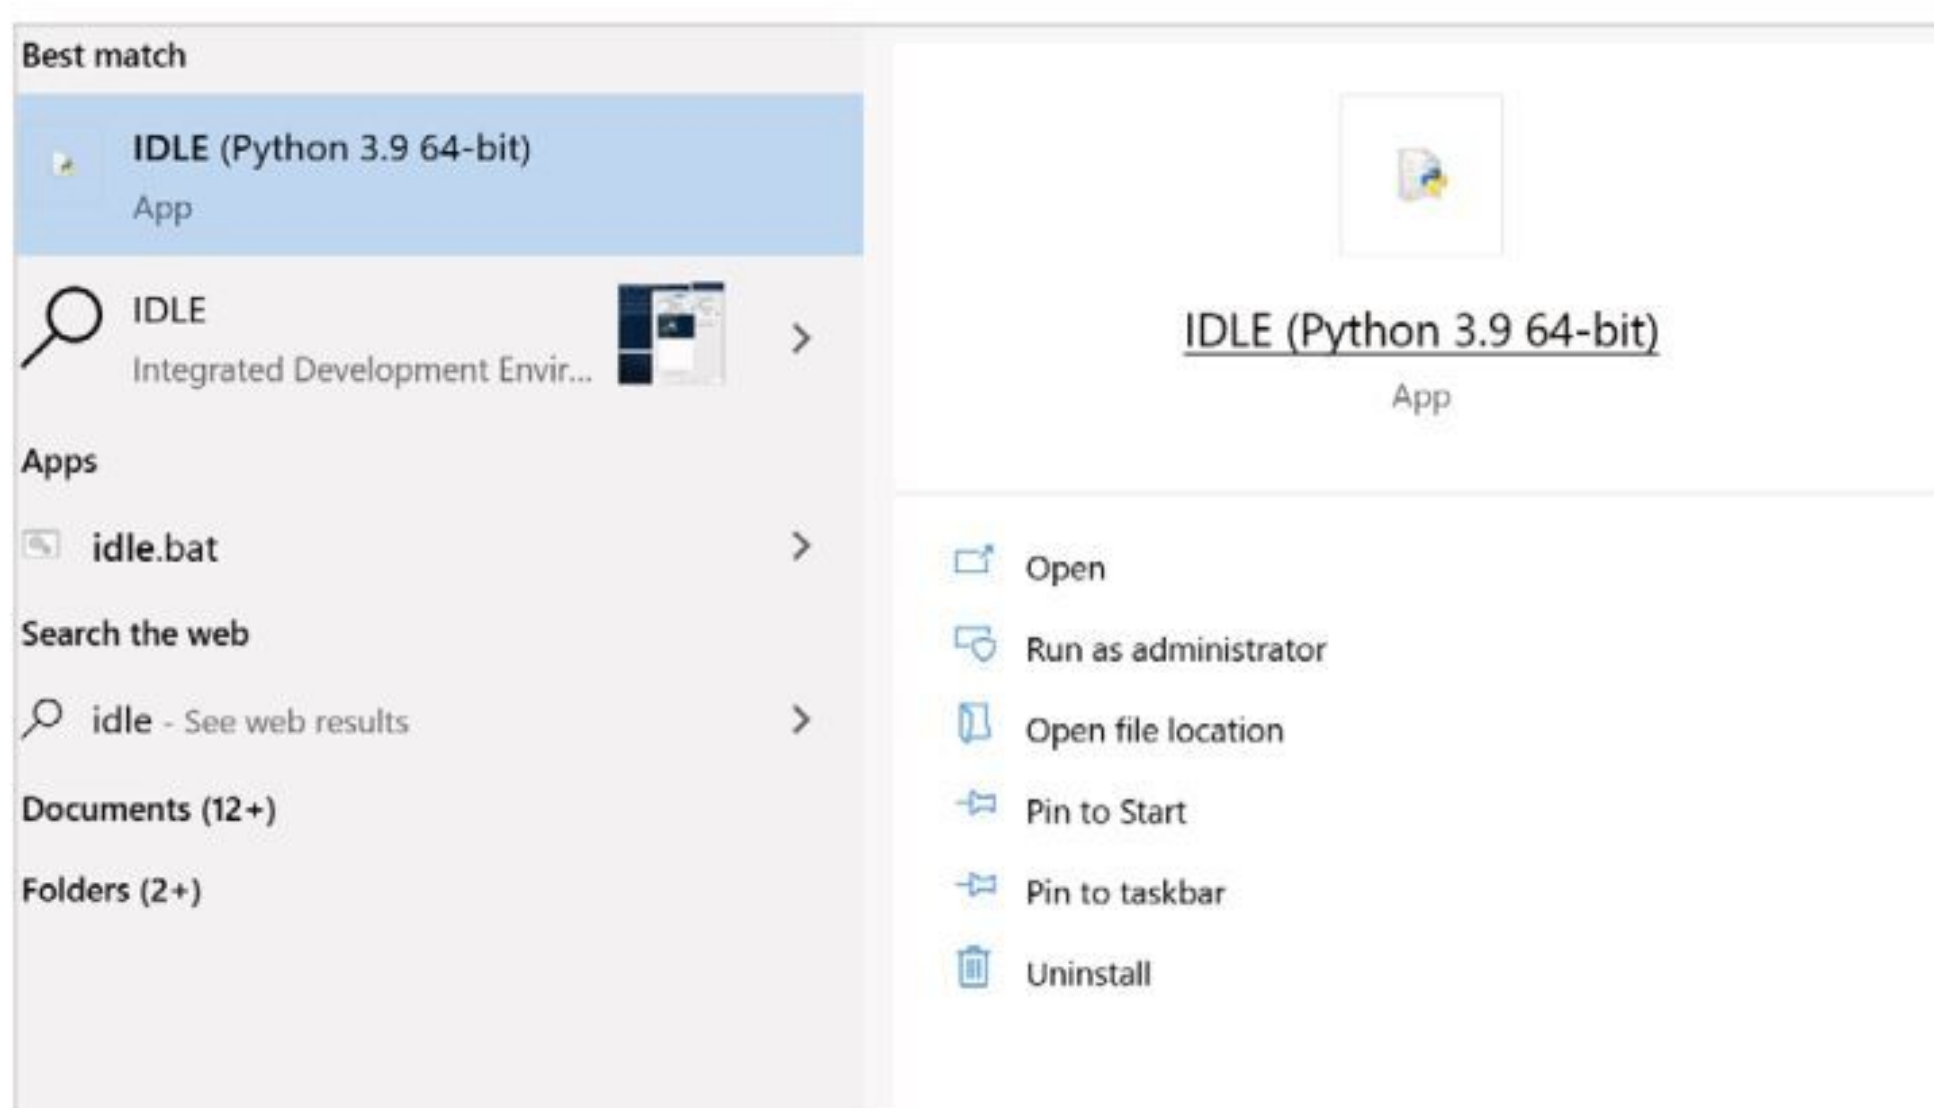 Best match
IDLE (Python 3.9 64-bit)
App
IDLE
Integrated Development Envir...
Apps
idle.bat
Search the web
idle - See web results
Documents (12+)
Folders (2+)
IDLE (Python 3.9 64-bit)
App
Open
Run as administrator
Open file location
Pin to Start
Pin to taskbar
Uninstall